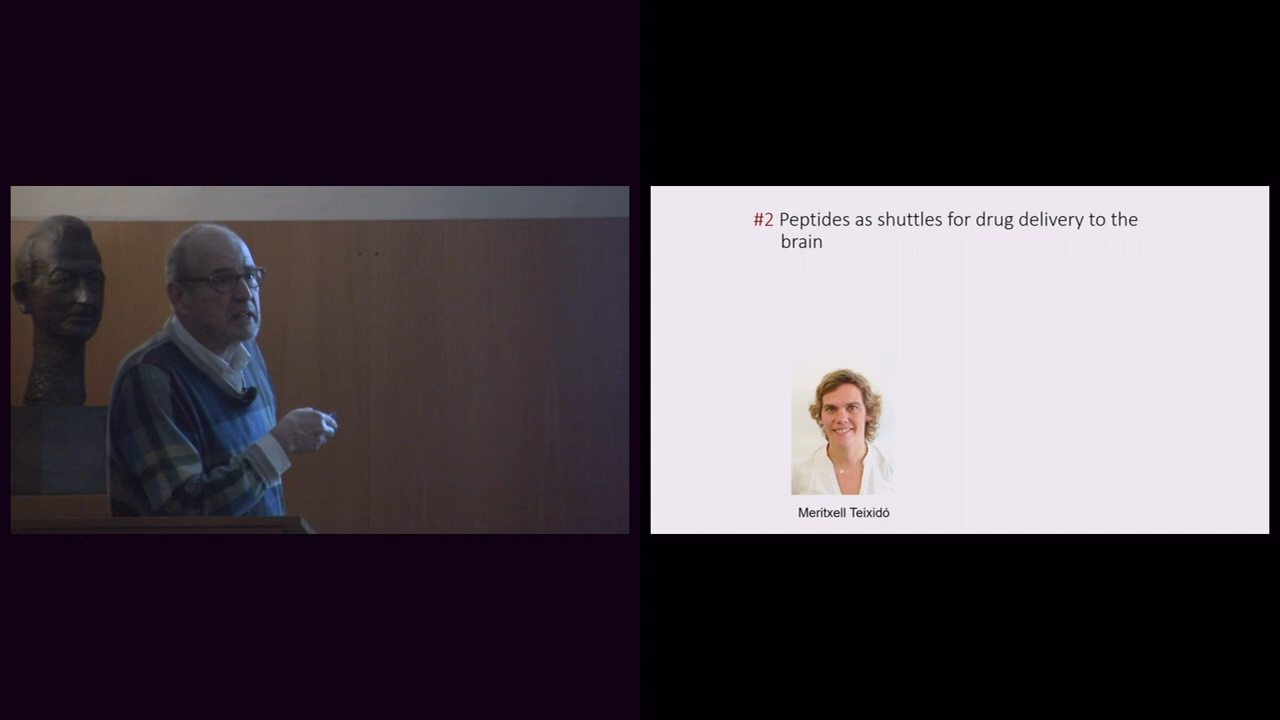 #2 Peptides as shuttles for drug delivery to the
brain
Meritxell Teixidó